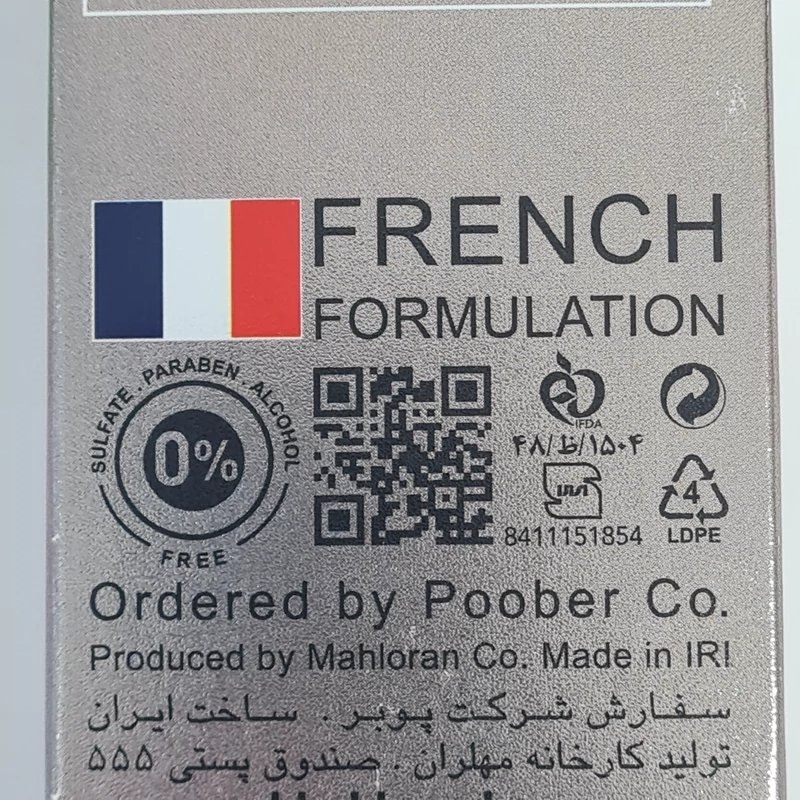 FRENCH
FORMULATION
SULFATE . PARABEN . ALCOHOL
0%
FREE
IFDA
۴۸/ظ/۱۵۰۴
8411151854
4
LDPE
Ordered by Poober Co.
Produced by Mahloran Co. Made in IRI
سفارش شرکت پوبر . ساخت ایران
تولید کارخانه مهلران . صندوق پستی ۵۵۵